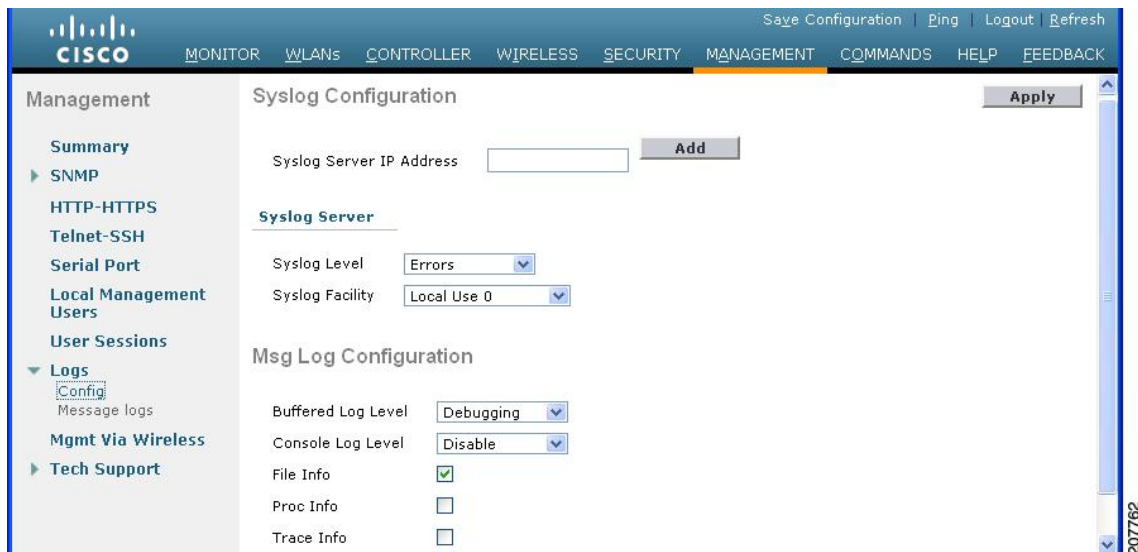 Save Configuration | Ping | Logout | Refresh
CISCO
MONITOR WLANs CONTROLLER WIRELESS SECURITY MANAGEMENT COMMANDS HELP FEEDBACK
Management
Summary
SNMP
HTTP-HTTPS
Telnet-SSH
Serial Port
Local Management
Users
User Sessions
Logs
Config
Message logs
Mgmt Via Wireless
Tech Support
Syslog Configuration
Apply
Syslog Server IP Address
Add
Syslog Server
Syslog Level Errors
Syslog Facility Local Use 0
Msg Log Configuration
Buffered Log Level Debugging
Console Log Level Disable
File Info
Proc Info
Trace Info
207762